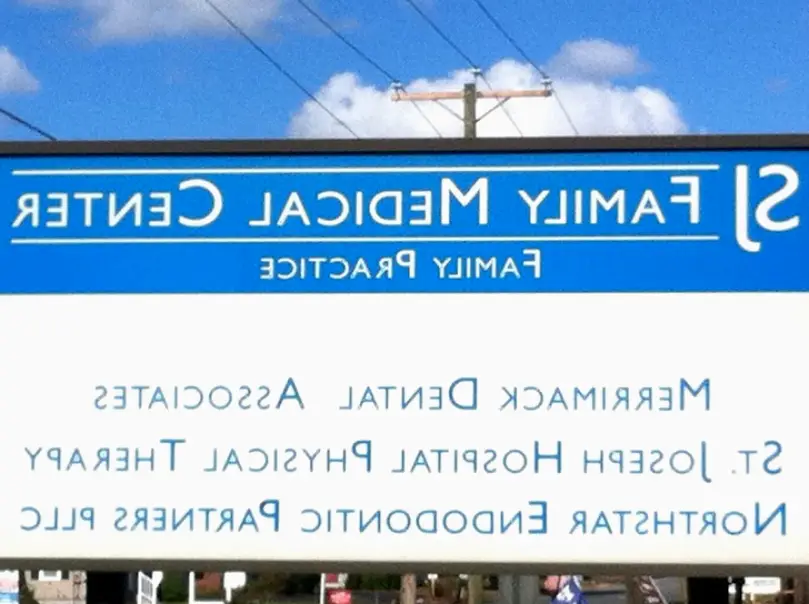 SJ FAMILY MEDICAL CENTER
FAMILY PRACTICE
MERRIMACK DENTAL ASSOCIATES
ST. JOSEPH HOSPITAL PHYSICAL THERAPY
NORTHSTAR ENDODONTIC PARTNERS PLLC